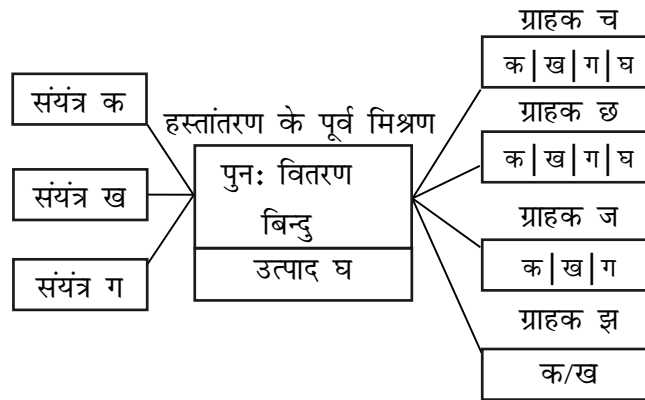 संयंत्र क
संयंत्र ख
संयंत्र ग
हस्तांतरण के पूर्व मिश्रण
पुनः वितरण
बिन्दु
उत्पाद घ
ग्राहक च
क|ख|ग|घ
ग्राहक छ
क|ख|ग|घ
ग्राहक ज
क|ख|ग
ग्राहक झ
क/ख